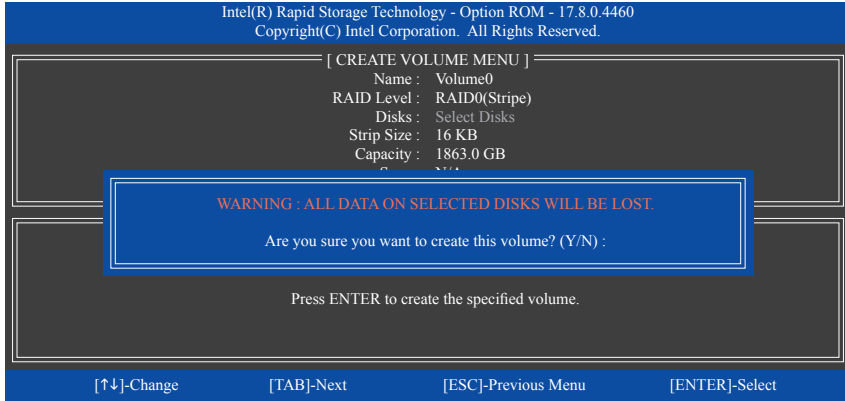 Intel(R) Rapid Storage Technology - Option ROM - 17.8.0.4460
Copyright(C) Intel Corporation. All Rights Reserved.
[ CREATE VOLUME MENU ]
Name : Volume0
RAID Level : RAID0(Stripe)
Disks : Select Disks
Strip Size : 16 KB
Capacity : 1863.0 GB
WARNING : ALL DATA ON SELECTED DISKS WILL BE LOST.
Are you sure you want to create this volume? (Y/N) :
Press ENTER to create the specified volume.
[↑↓]-Change [TAB]-Next [ESC]-Previous Menu [ENTER]-Select